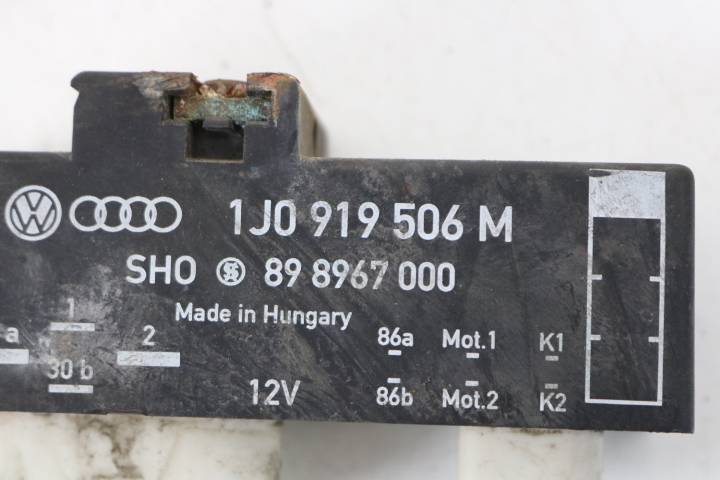 1J0 919 506 M
SHO 89 8967 000
Made in Hungary
a 1 2 86a Mot.1 K1
30 b 12V 86b Mot.2 K2